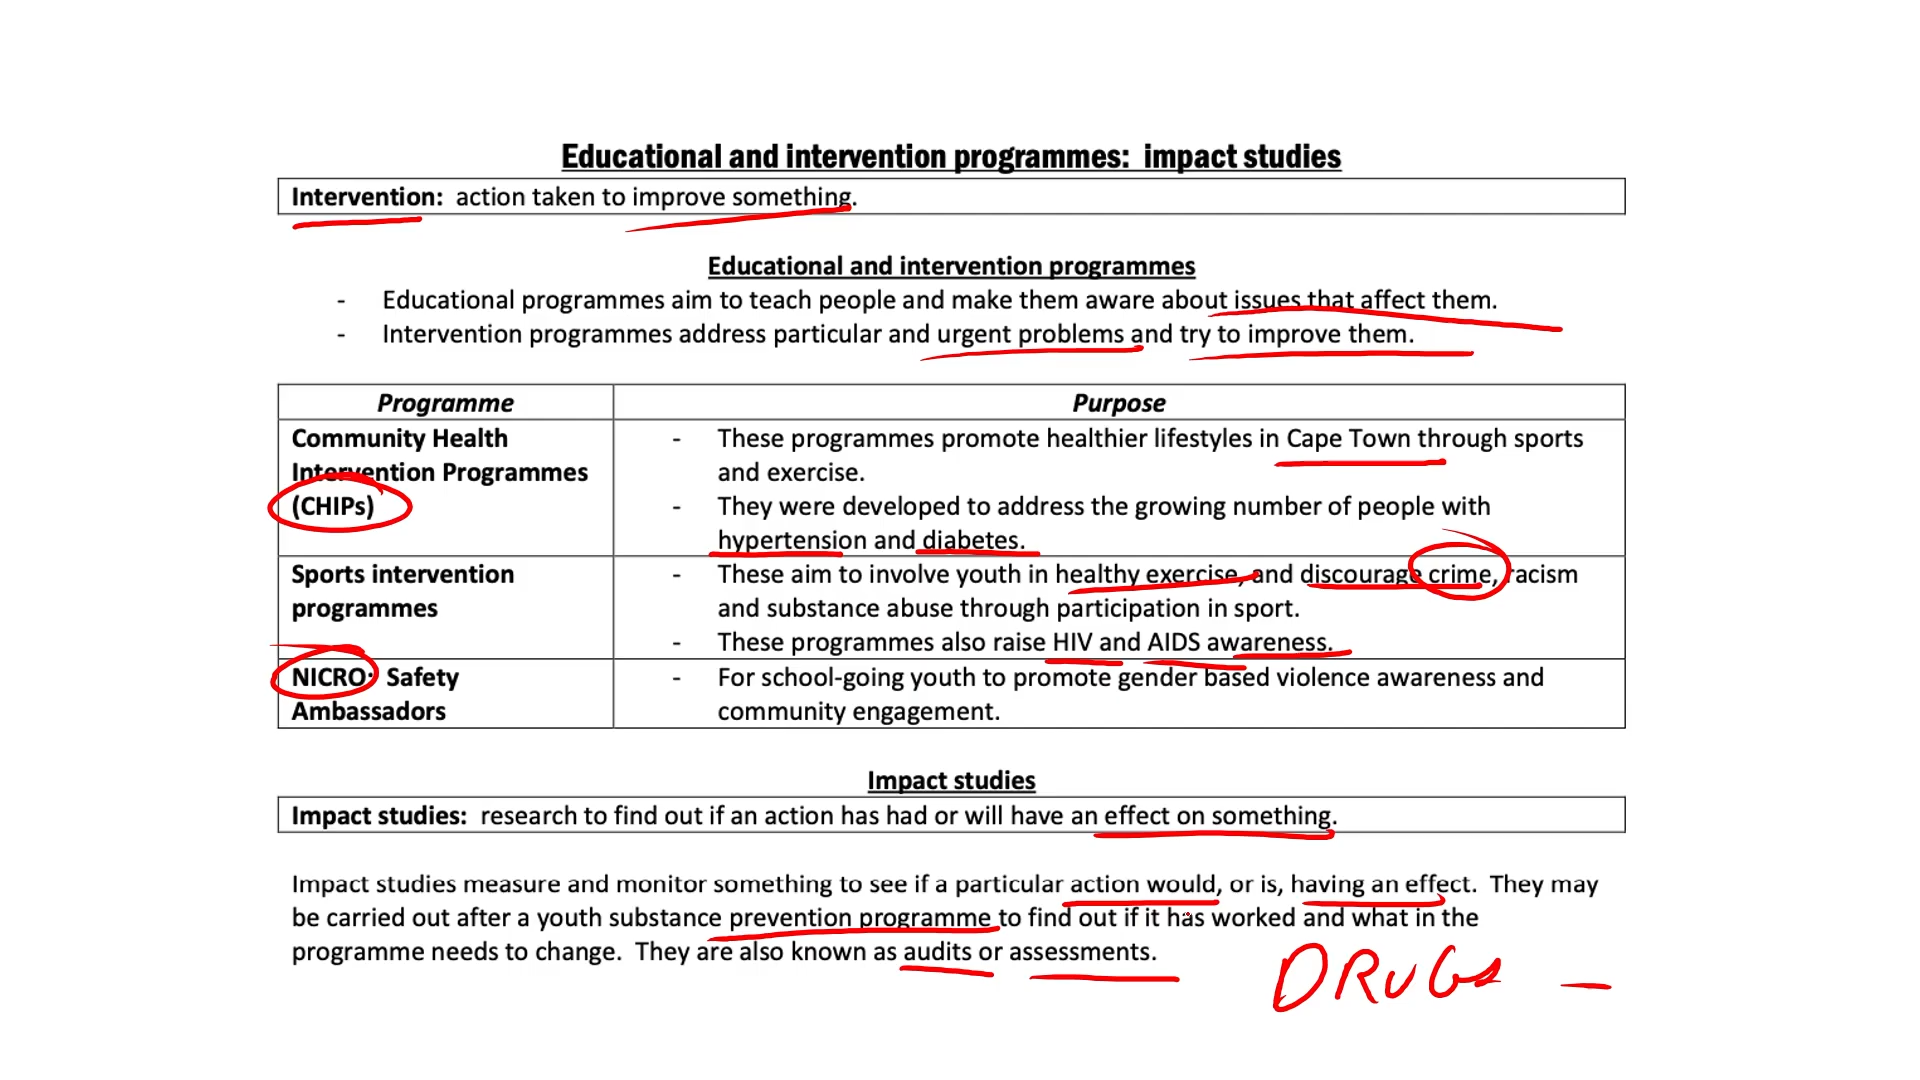 Educational and intervention programmes:  impact studies
Intervention:  action taken to improve something.
Educational and intervention programmes
- Educational programmes aim to teach people and make them aware about issues that affect them.
- Intervention programmes address particular and urgent problems and try to improve them.
Programme Purpose
Community Health
Intervention Programmes
(CHIPs)
- These programmes promote healthier lifestyles in Cape Town through sports
and exercise.
- They were developed to address the growing number of people with
hypertension and diabetes.
Sports intervention
programmes
- These aim to involve youth in healthy exercise, and discourage crime, racism
and substance abuse through participation in sport.
- These programmes also raise HIV and AIDS awareness.
NICRO:  Safety
Ambassadors
- For school-going youth to promote gender based violence awareness and
community engagement.
Impact studies
Impact studies:  research to find out if an action has had or will have an effect on something.
Impact studies measure and monitor something to see if a particular action would, or is, having an effect.  They may
be carried out after a youth substance prevention programme to find out if it has worked and what in the
programme needs to change.  They are also known as audits or assessments.
DRUGS -